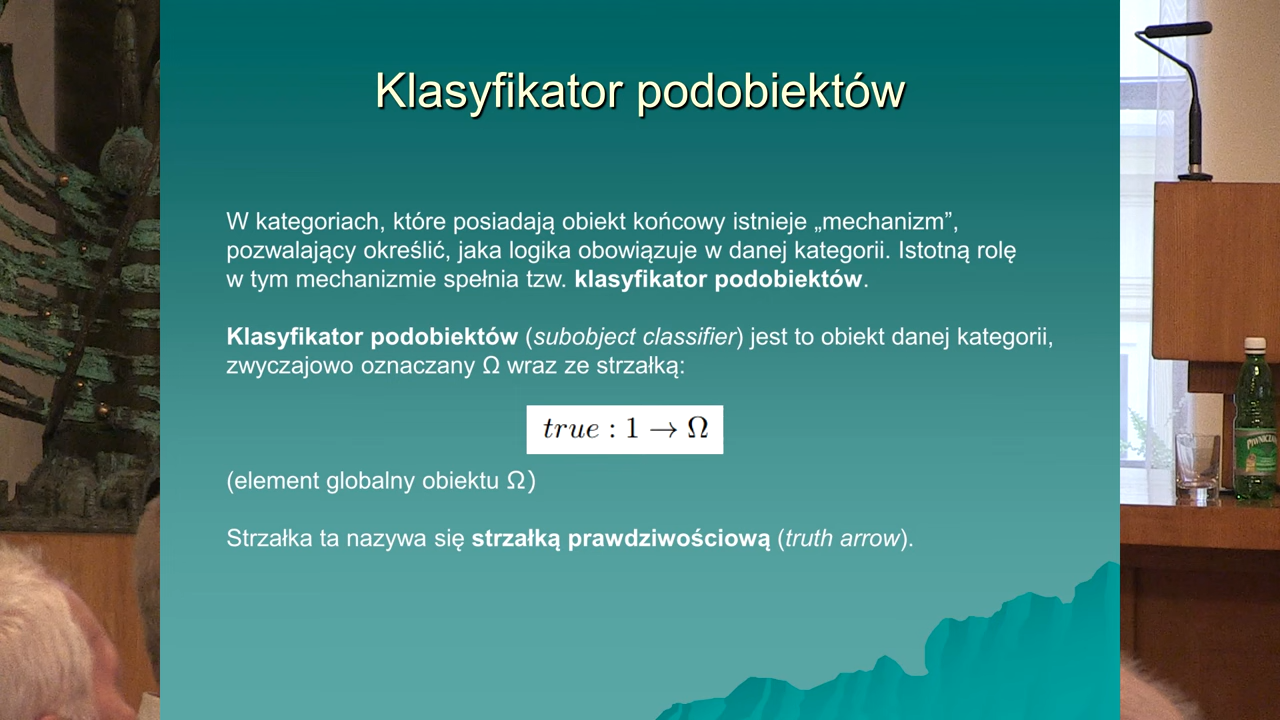 Klasyfikator podobiektów
W kategoriach, które posiadają obiekt końcowy istnieje „mechanizm”,
pozwalający określić, jaka logika obowiązuje w danej kategorii. Istotną rolę
w tym mechanizmie spełnia tzw. klasyfikator podobiektów.
Klasyfikator podobiektów (subobject classifier) jest to obiekt danej kategorii,
zwyczajowo oznaczany Ω wraz ze strzałką:
true : 1 → Ω
(element globalny obiektu Ω)
Strzałka ta nazywa się strzałką prawdziwościową (truth arrow).